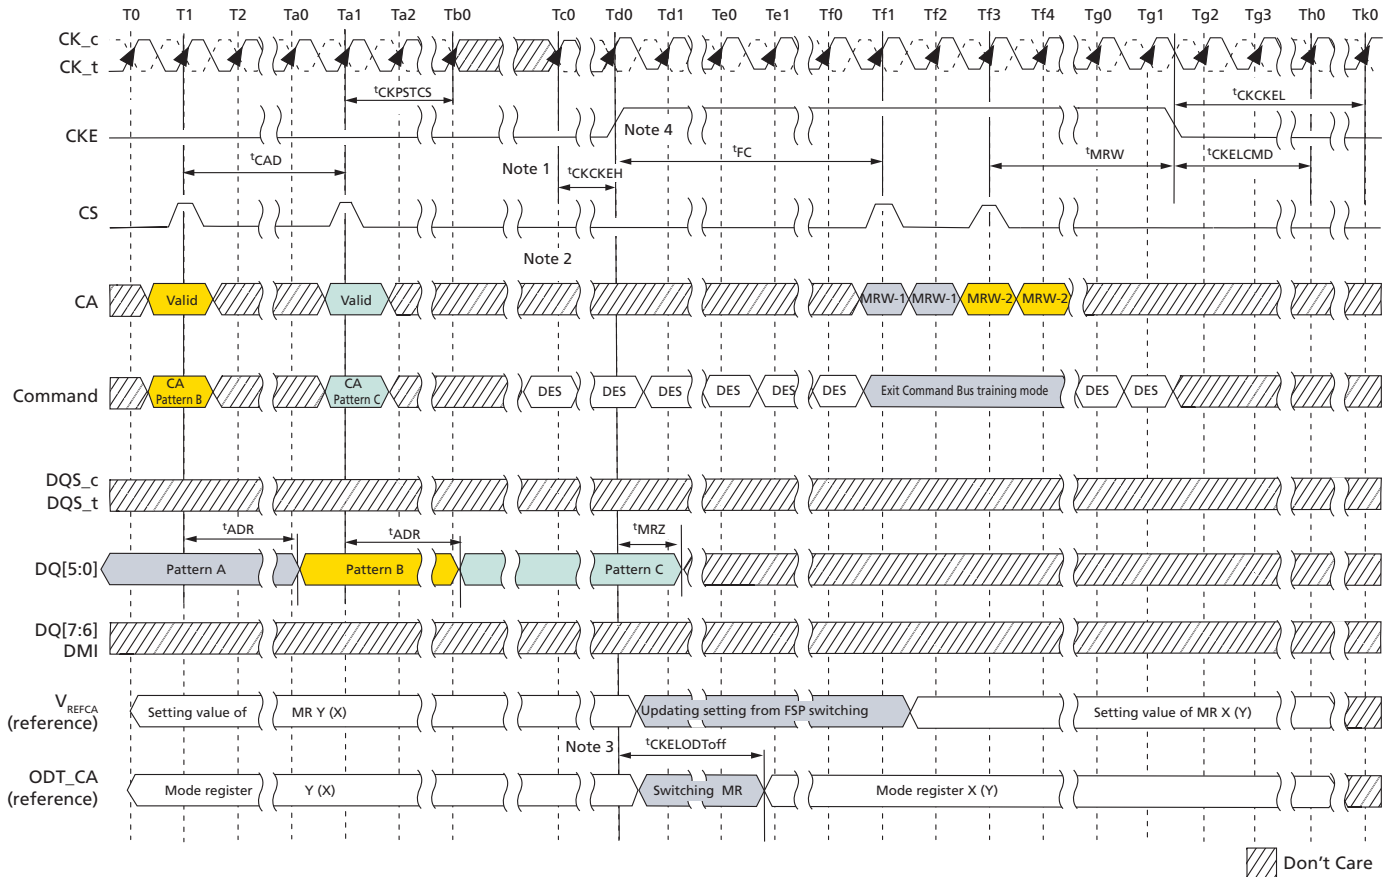 T0 T1 T2 Ta0 Ta1 Ta2 Tb0 Tc0 Td0 Td1 Te0 Te1 Tf0 Tf1 Tf2 Tf3 Tf4 Tg0 Tg1 Tg2 Tg3 Th0 Tk0
CK_c
CK_t
tCKPSTCS
tCKCKEL
CKE
Note 4
tCAD
Note 1
tCKCKEH
tFC
tMRW
tCKELCMD
CS
Note 2
CA
Valid
Valid
MRW-1
MRW-1
MRW-2
MRW-2
Command
CA
Pattern B
CA
Pattern C
DES
DES
DES
DES
DES
DES
Exit Command Bus training mode
DES
DES
DQS_c
DQS_t
tADR
tADR
tMRZ
DQ[5:0]
Pattern A
Pattern B
Pattern C
DQ[7:6]
DMI
VREFCA
(reference)
Setting value of MR Y (X)
Updating setting from FSP switching
Setting value of MR X (Y)
Note 3
tCKELODToff
ODT_CA
(reference)
Mode register Y (X)
Switching MR
Mode register X (Y)
Don't Care